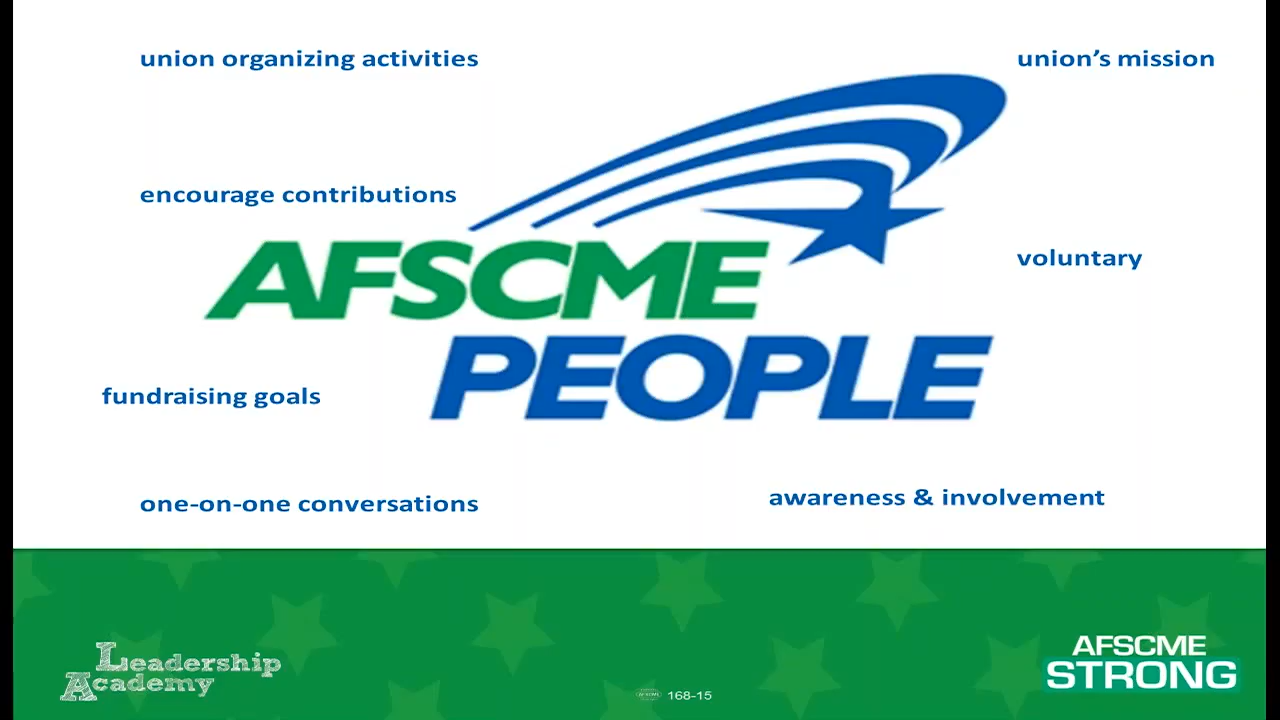 union organizing activities
union’s mission
encourage contributions
AFSCME
PEOPLE
voluntary
fundraising goals
one-on-one conversations
awareness & involvement
Leadership
Academy
AFSCME
168-15
AFSCME
STRONG